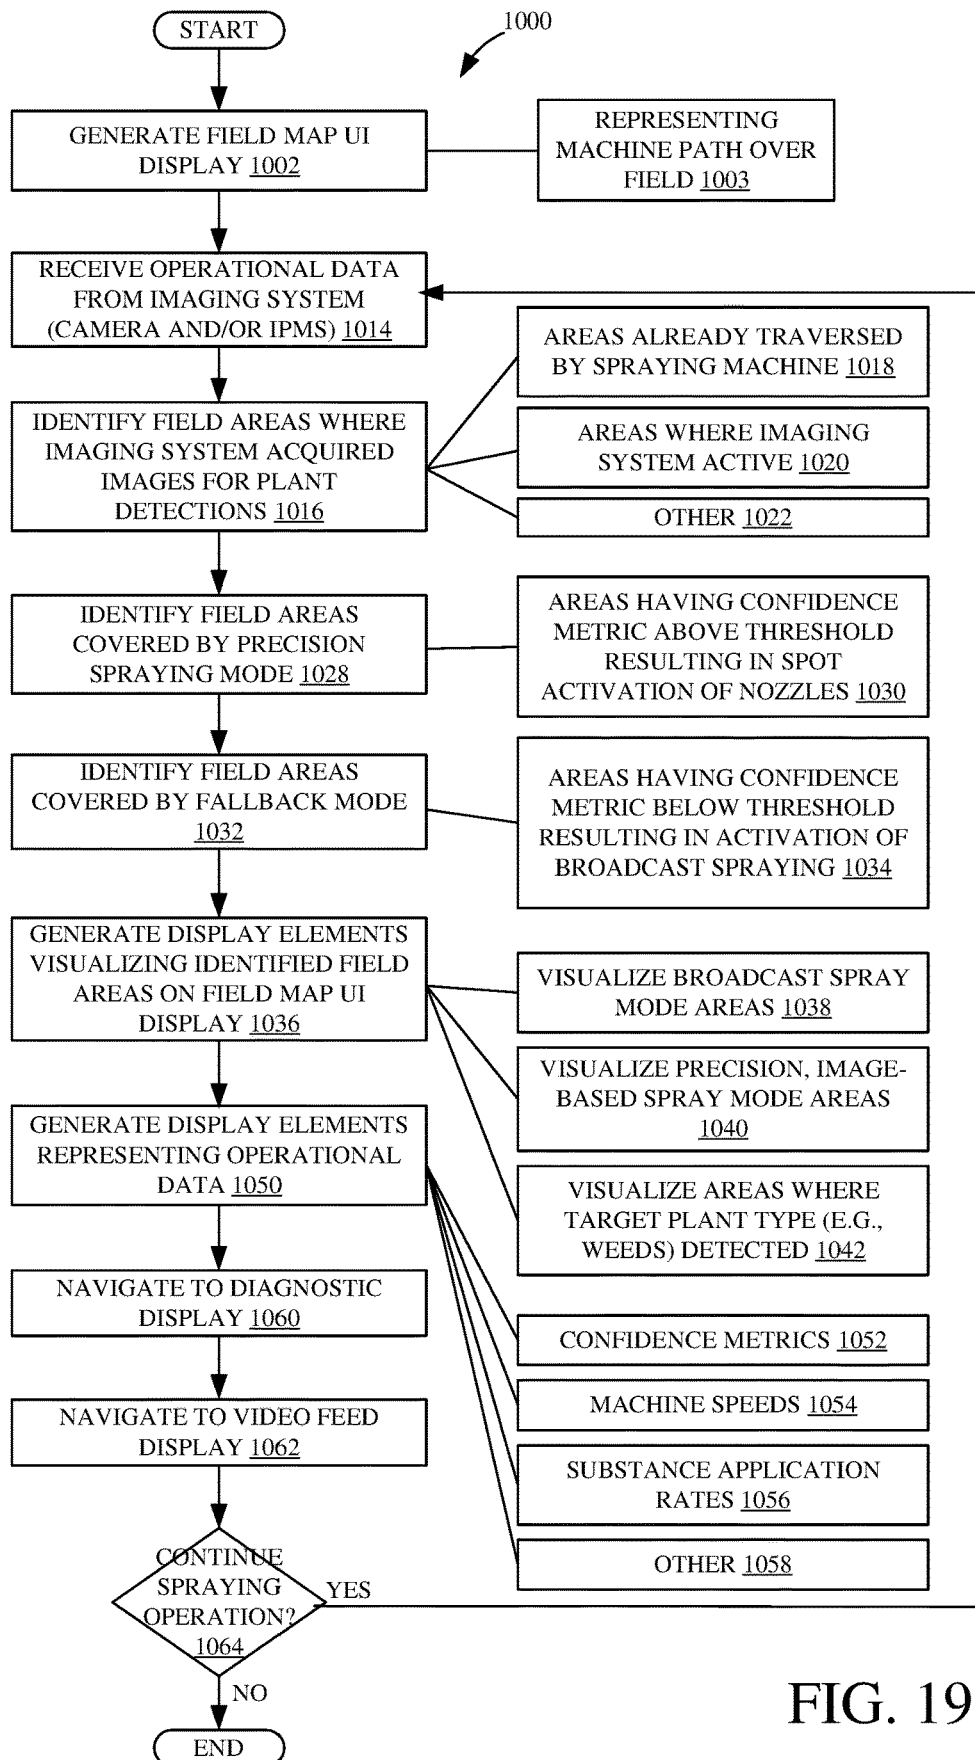 START
1000
GENERATE FIELD MAP UI
DISPLAY 1002
REPRESENTING
MACHINE PATH OVER
FIELD 1003
RECEIVE OPERATIONAL DATA
FROM IMAGING SYSTEM
(CAMERA AND/OR IPMS) 1014
IDENTIFY FIELD AREAS WHERE
IMAGING SYSTEM ACQUIRED
IMAGES FOR PLANT
DETECTIONS 1016
AREAS ALREADY TRAVERSED
BY SPRAYING MACHINE 1018
AREAS WHERE IMAGING
SYSTEM ACTIVE 1020
OTHER 1022
IDENTIFY FIELD AREAS
COVERED BY PRECISION
SPRAYING MODE 1028
AREAS HAVING CONFIDENCE
METRIC ABOVE THRESHOLD
RESULTING IN SPOT
ACTIVATION OF NOZZLES 1030
IDENTIFY FIELD AREAS
COVERED BY FALLBACK MODE
1032
AREAS HAVING CONFIDENCE
METRIC BELOW THRESHOLD
RESULTING IN ACTIVATION OF
BROADCAST SPRAYING 1034
GENERATE DISPLAY ELEMENTS
VISUALIZING IDENTIFIED FIELD
AREAS ON FIELD MAP UI
DISPLAY 1036
VISUALIZE BROADCAST SPRAY
MODE AREAS 1038
VISUALIZE PRECISION, IMAGE-
BASED SPRAY MODE AREAS
1040
VISUALIZE AREAS WHERE
TARGET PLANT TYPE (E.G.,
WEEDS) DETECTED 1042
GENERATE DISPLAY ELEMENTS
REPRESENTING OPERATIONAL
DATA 1050
CONFIDENCE METRICS 1052
MACHINE SPEEDS 1054
SUBSTANCE APPLICATION
RATES 1056
OTHER 1058
NAVIGATE TO DIAGNOSTIC
DISPLAY 1060
NAVIGATE TO VIDEO FEED
DISPLAY 1062
CONTINUE
SPRAYING
OPERATION?
1064
YES
NO
END
FIG. 19